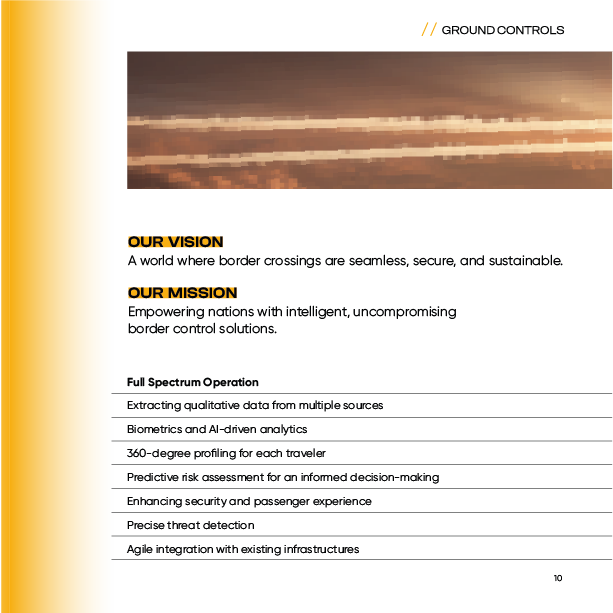 // GROUND CONTROLS
OUR VISION
A world where border crossings are seamless, secure, and sustainable.
OUR MISSION
Empowering nations with intelligent, uncompromising
border control solutions.
Full Spectrum Operation
Extracting qualitative data from multiple sources
Biometrics and AI-driven analytics
360-degree profiling for each traveler
Predictive risk assessment for an informed decision-making
Enhancing security and passenger experience
Precise threat detection
Agile integration with existing infrastructures
10